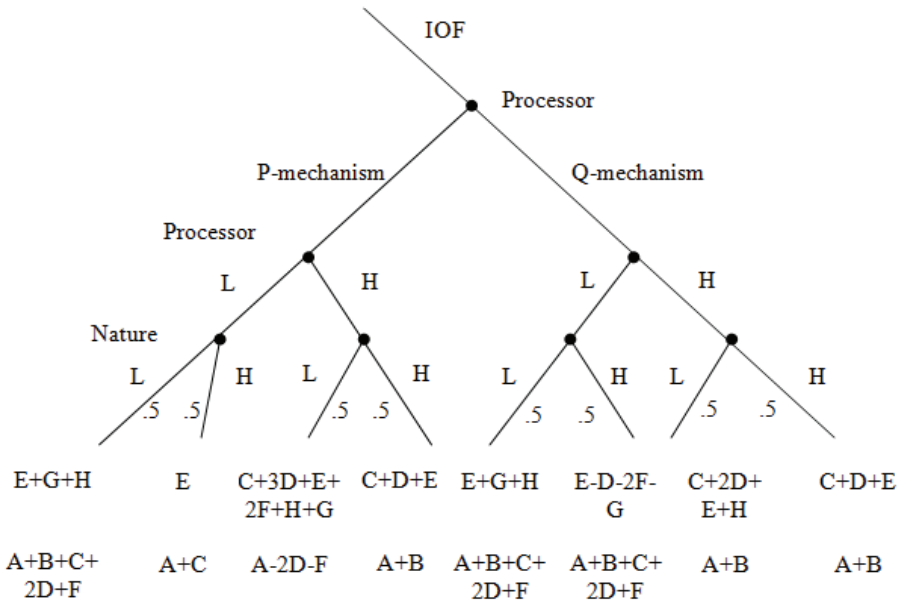 IOF
Processor
P-mechanism
Q-mechanism
Processor
L
H
L
H
Nature
L
H
L
H
L
H
L
H
.5
.5
.5
.5
.5
.5
.5
.5
E+G+H
E
C+3D+E+
2F+H+G
C+D+E
E+G+H
E-D-2F-
G
C+2D+
E+H
C+D+E
A+B+C+
2D+F
A+C
A-2D-F
A+B
A+B+C+
2D+F
A+B+C+
2D+F
A+B
A+B